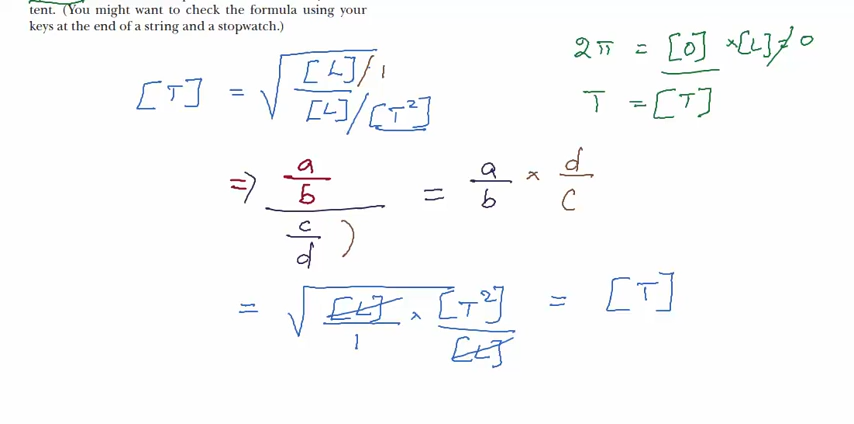 tent. (You might want to check the formula using your
keys at the end of a string and a stopwatch.)
2π = [0] × [L] ≠ 0
T = [T]
[T] = √([L]/1 / [L]/[T²])
⇒ (a/b)/(c/d) = a/b × d/c
= √([L]/1 × [T²]/[L]) = [T]